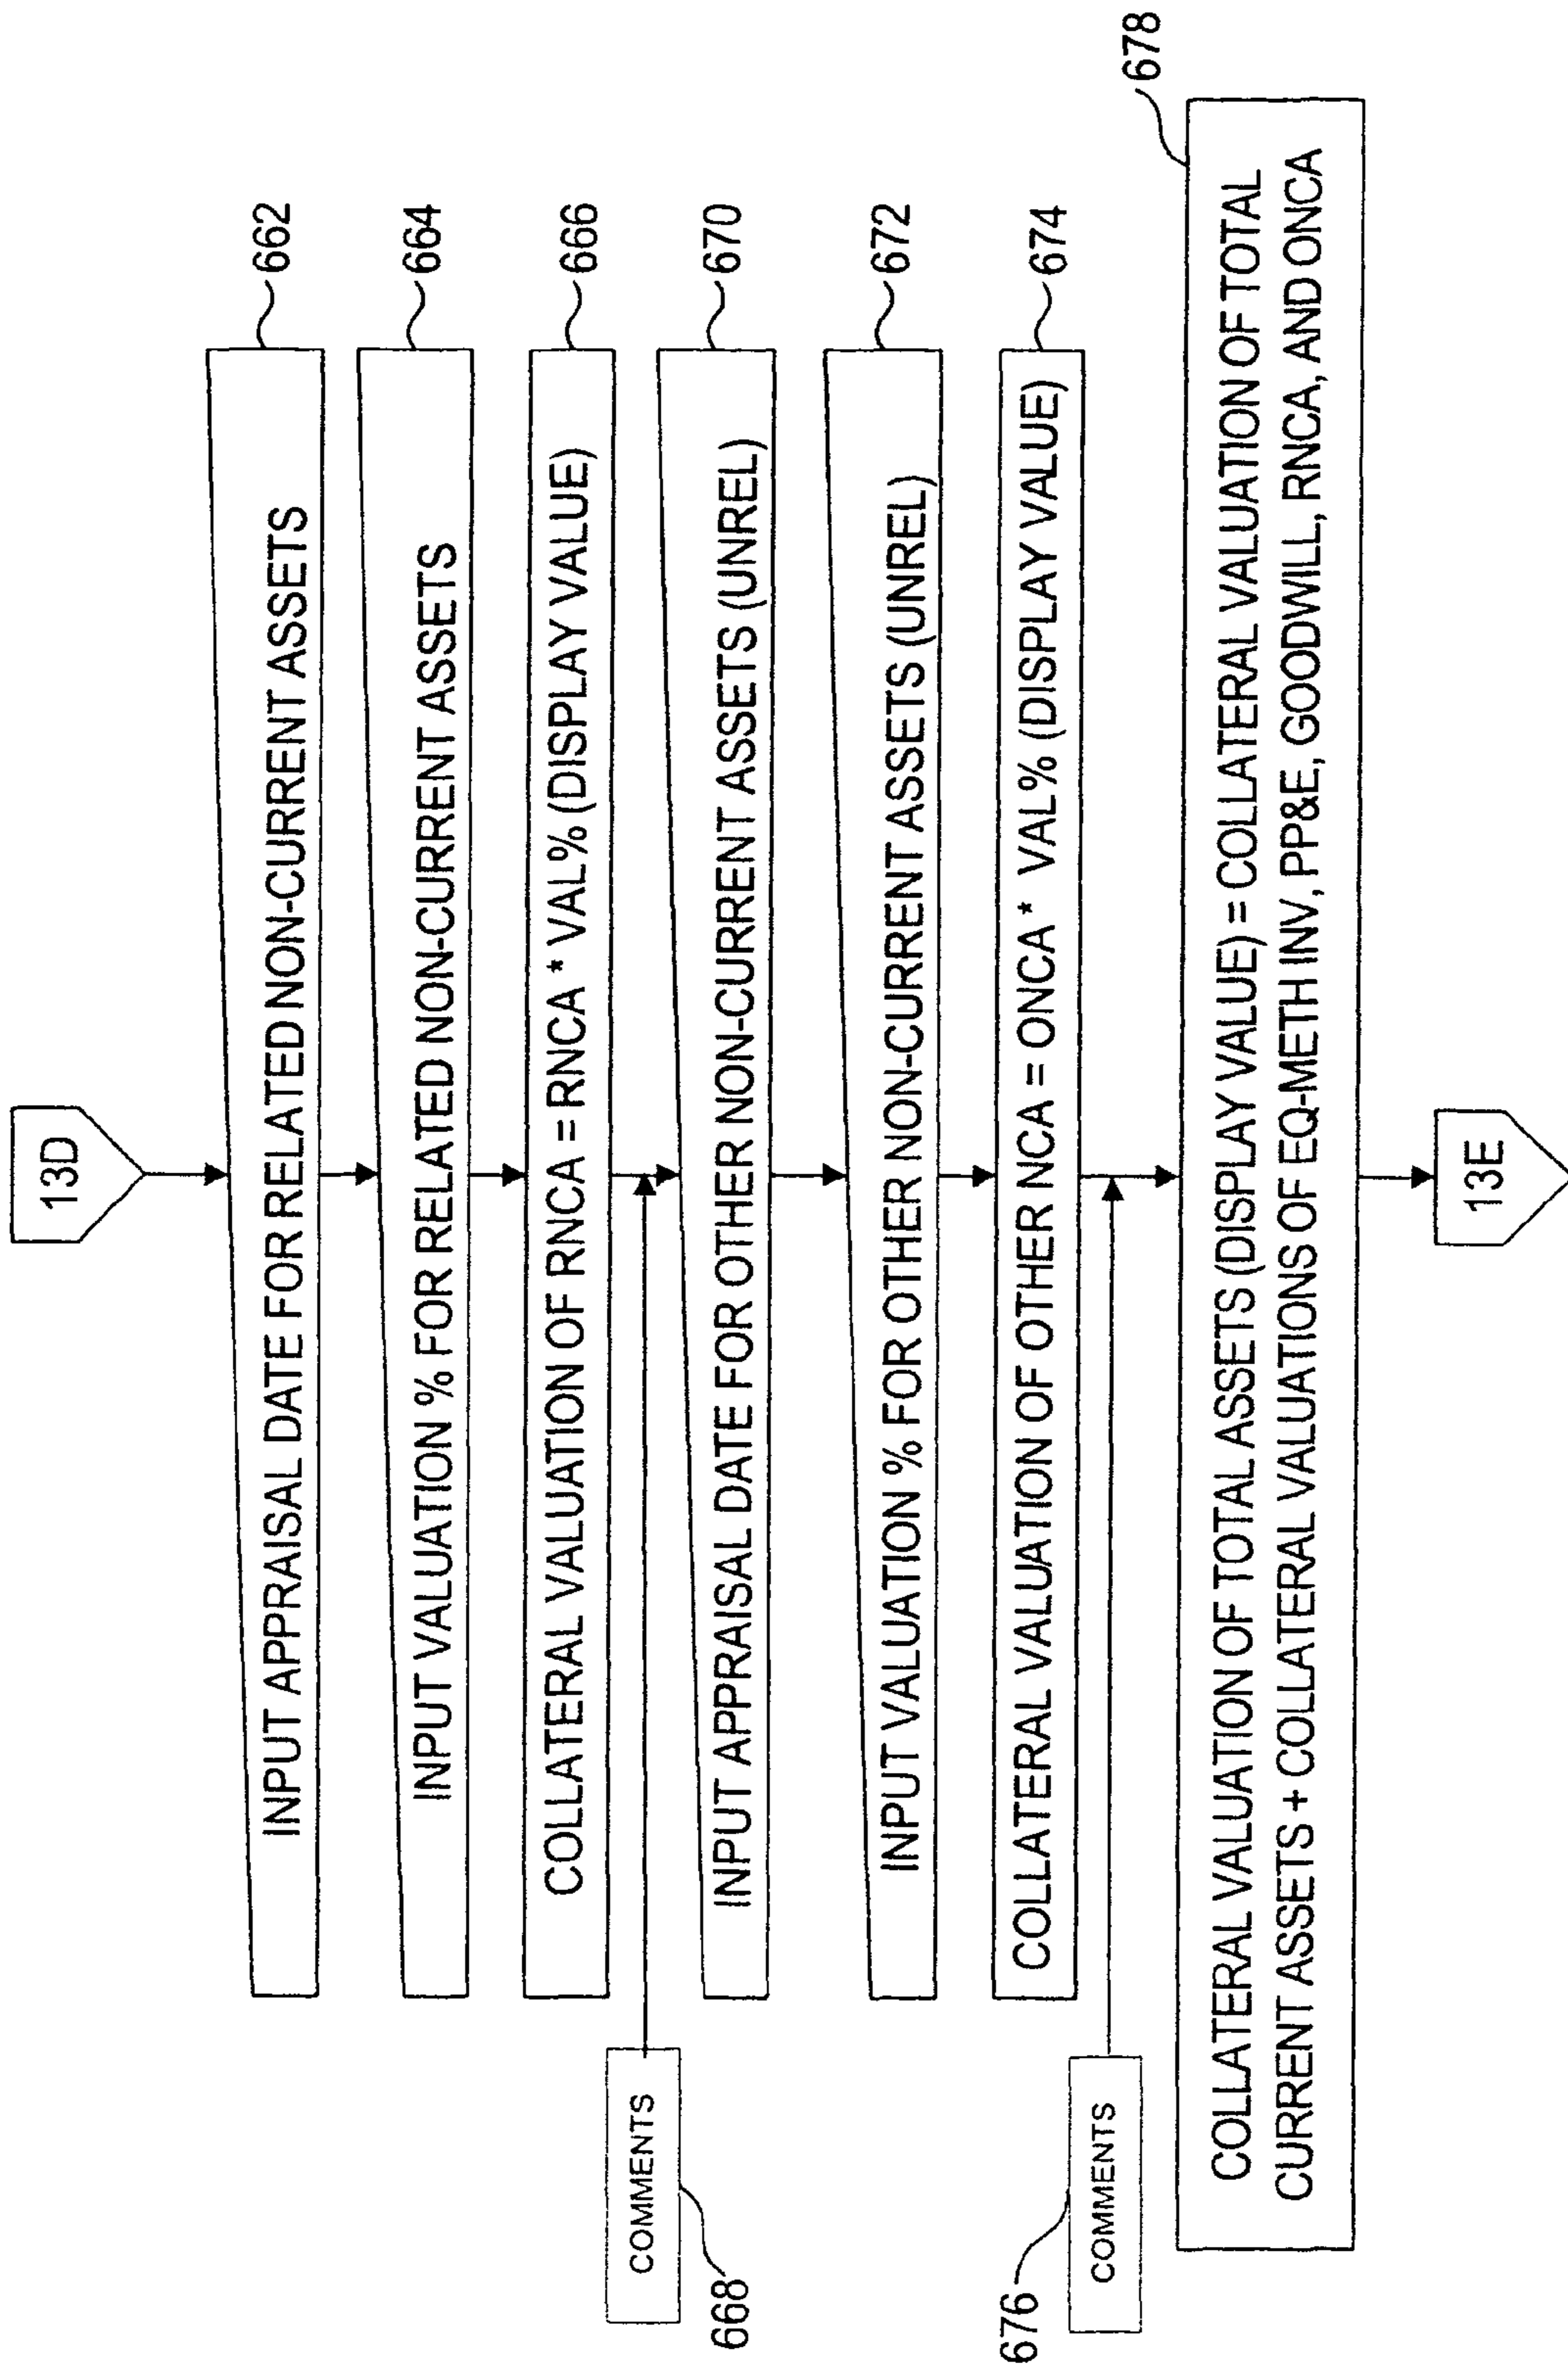 13D
INPUT APPRAISAL DATE FOR RELATED NON-CURRENT ASSETS
662
INPUT VALUATION % FOR RELATED NON-CURRENT ASSETS
664
COLLATERAL VALUATION OF RNCA = RNCA * VAL% (DISPLAY VALUE)
666
COMMENTS
668
INPUT APPRAISAL DATE FOR OTHER NON-CURRENT ASSETS (UNREL)
670
INPUT VALUATION % FOR OTHER NON-CURRENT ASSETS (UNREL)
672
COLLATERAL VALUATION OF OTHER NCA = ONCA * VAL% (DISPLAY VALUE)
674
COMMENTS
676
COLLATERAL VALUATION OF TOTAL ASSETS (DISPLAY VALUE) = COLLATERAL VALUATION OF TOTAL
CURRENT ASSETS + COLLATERAL VALUATIONS OF EQ-METH INV, PP&E, GOODWILL, RNCA, AND ONCA
678
13E